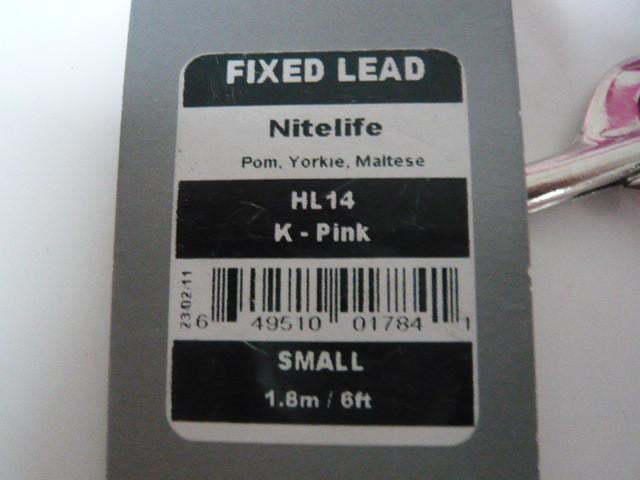 FIXED LEAD
Nitelife
Pom, Yorkie, Maltese
HL14
K - Pink
23/02/11
6 49510 01784 1
SMALL
1.8m / 6ft